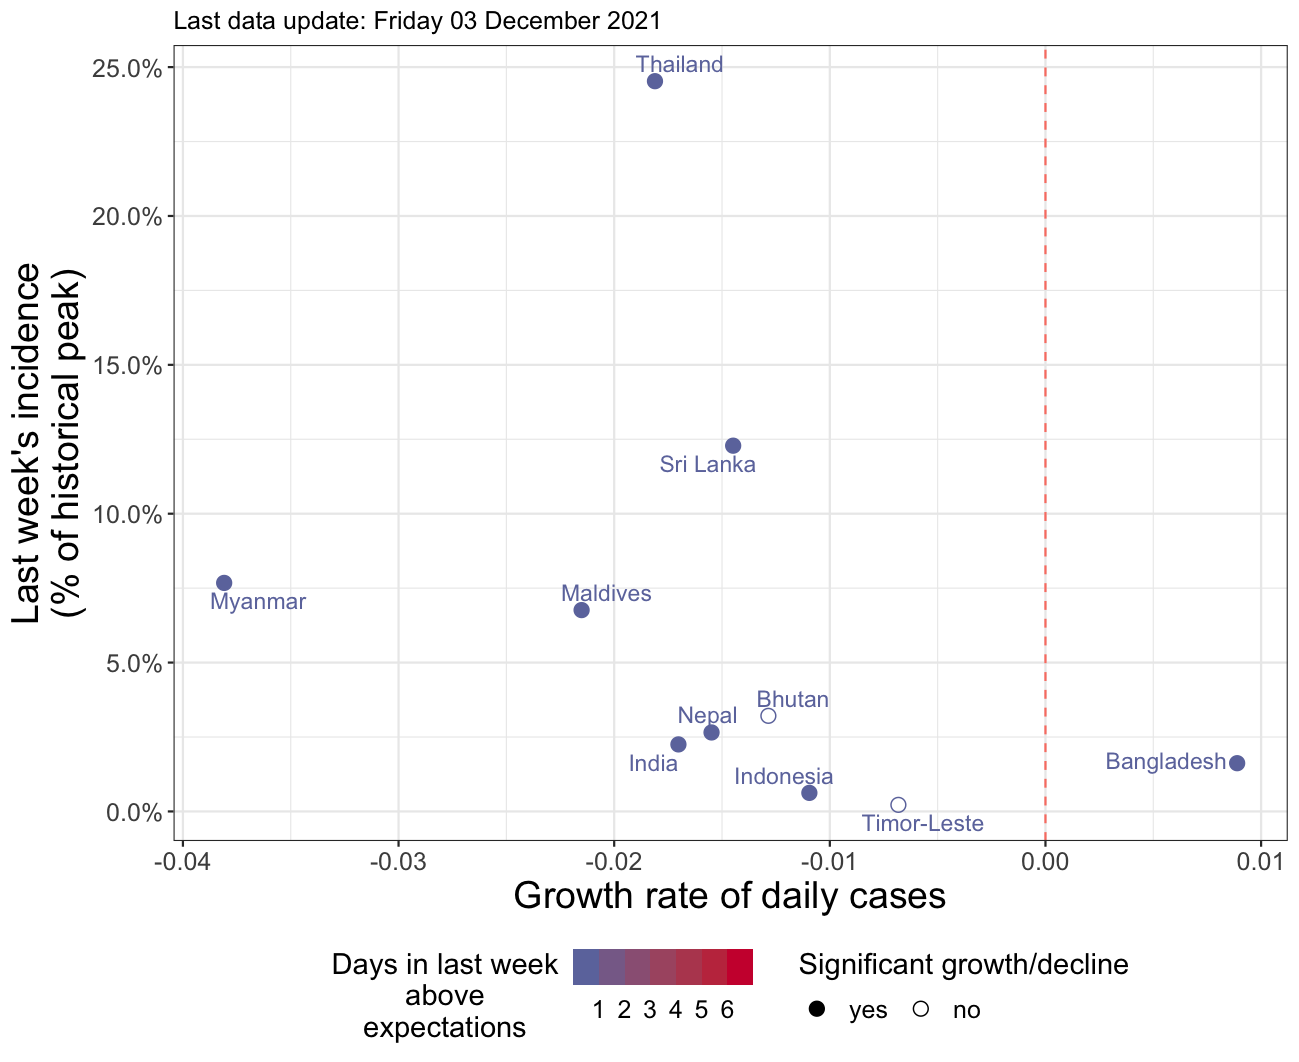 Last data update: Friday 03 December 2021
25.0%
20.0%
15.0%
10.0%
5.0%
0.0%
Last week's incidence
(% of historical peak)
Thailand
Sri Lanka
Myanmar
Maldives
Bhutan
Nepal
India
Indonesia
Bangladesh
Timor-Leste
-0.04 -0.03 -0.02 -0.01 0.00 0.01
Growth rate of daily cases
Days in last week
above
expectations
1 2 3 4 5 6
Significant growth/decline
yes no